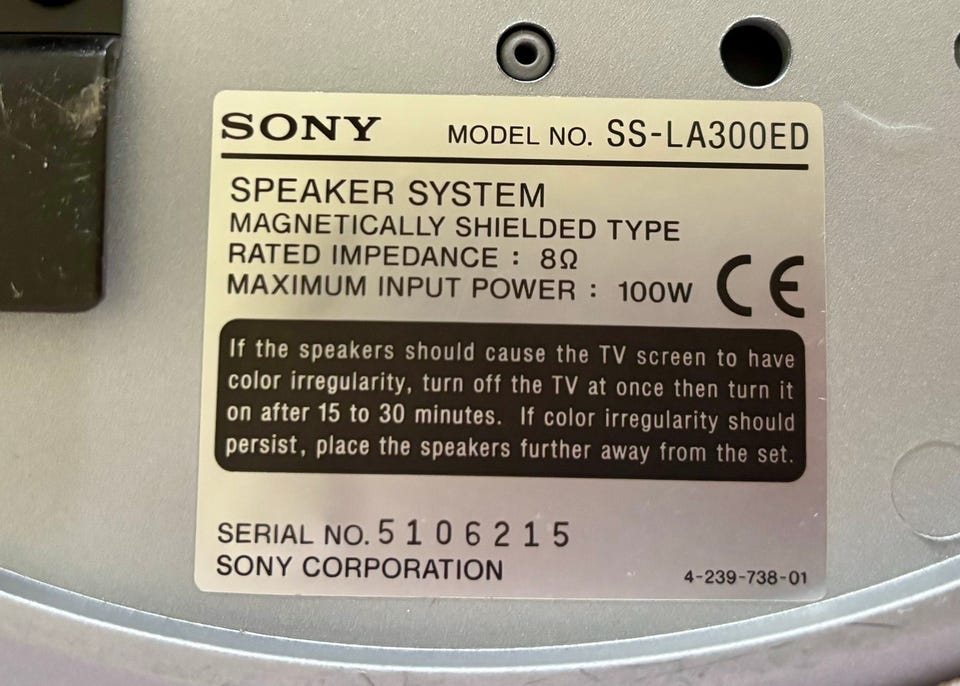 SONY MODEL NO. SS-LA300ED
SPEAKER SYSTEM
MAGNETICALLY SHIELDED TYPE
RATED IMPEDANCE : 8Ω
MAXIMUM INPUT POWER : 100W CE
If the speakers should cause the TV screen to have
color irregularity, turn off the TV at once then turn it
on after 15 to 30 minutes. If color irregularity should
persist, place the speakers further away from the set.
SERIAL NO. 5106215
SONY CORPORATION 4-239-738-01